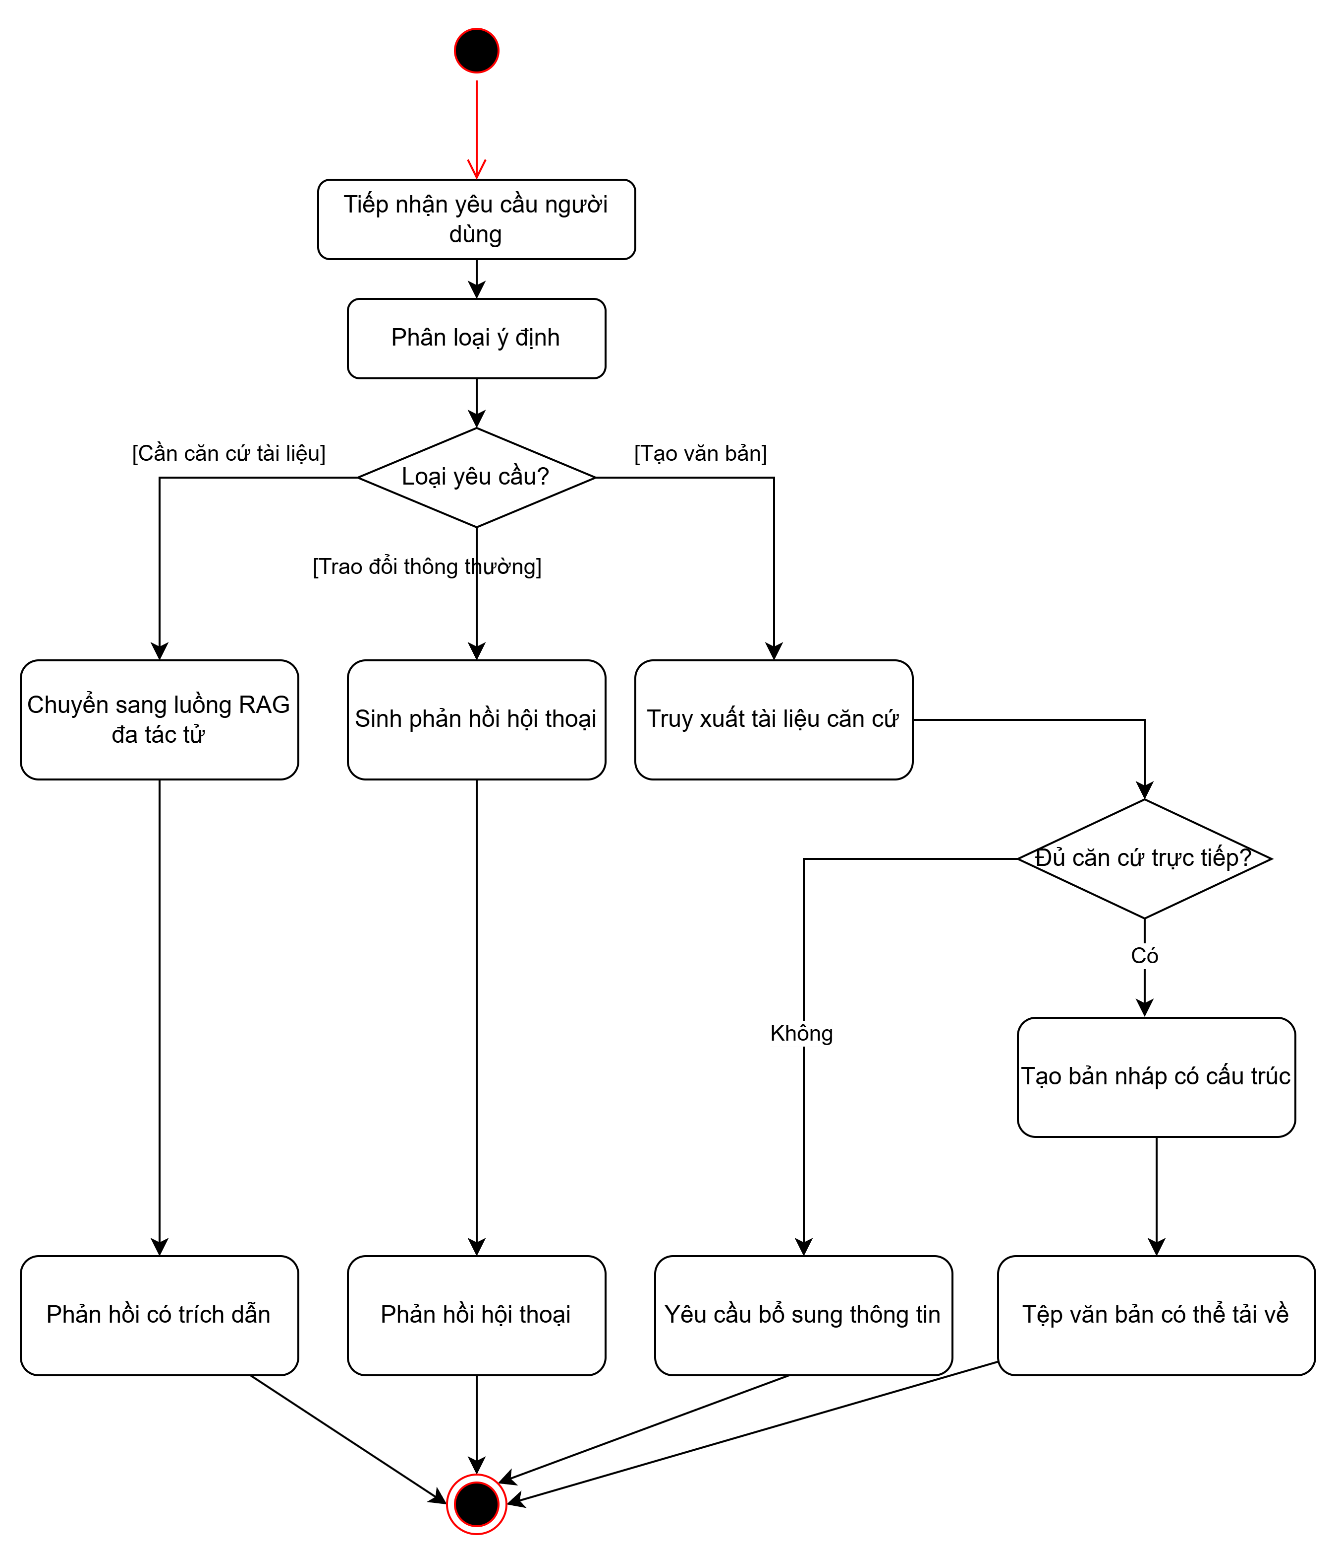 Tiếp nhận yêu cầu người
dùng
Phân loại ý định
[Cần căn cứ tài liệu]
[Tạo văn bản]
Loại yêu cầu?
[Trao đổi thông thường]
Chuyển sang luồng RAG
đa tác tử
Sinh phản hồi hội thoại
Truy xuất tài liệu căn cứ
Đủ căn cứ trực tiếp?
Có
Không
Tạo bản nháp có cấu trúc
Phản hồi có trích dẫn
Phản hồi hội thoại
Yêu cầu bổ sung thông tin
Tệp văn bản có thể tải về